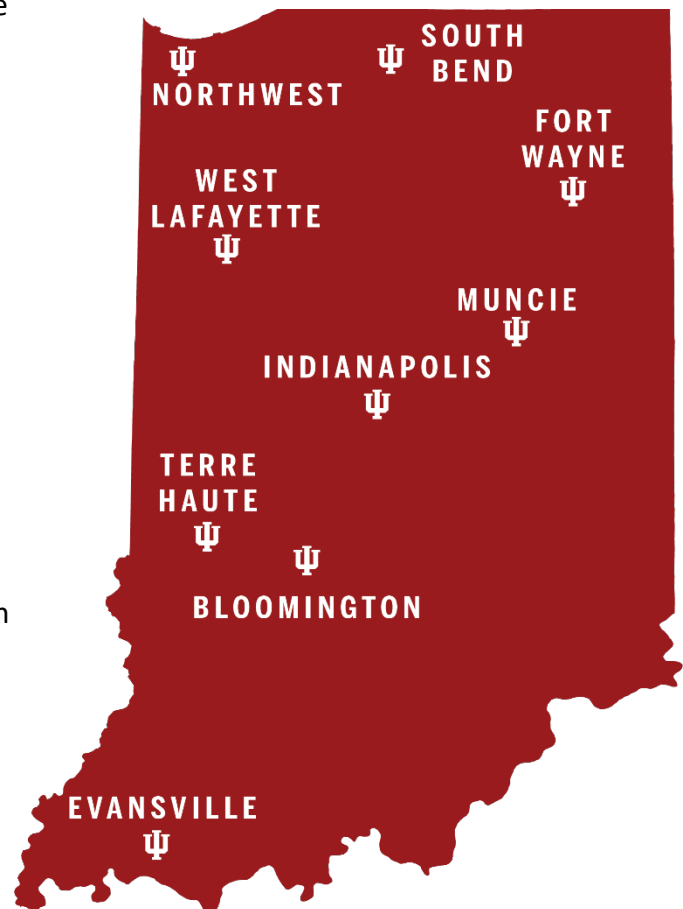 e
SOUTH
BEND
NORTHWEST
FORT
WAYNE
WEST
LAFAYETTE
MUNCIE
INDIANAPOLIS
TERRE
HAUTE
BLOOMINGTON
n
EVANSVILLE